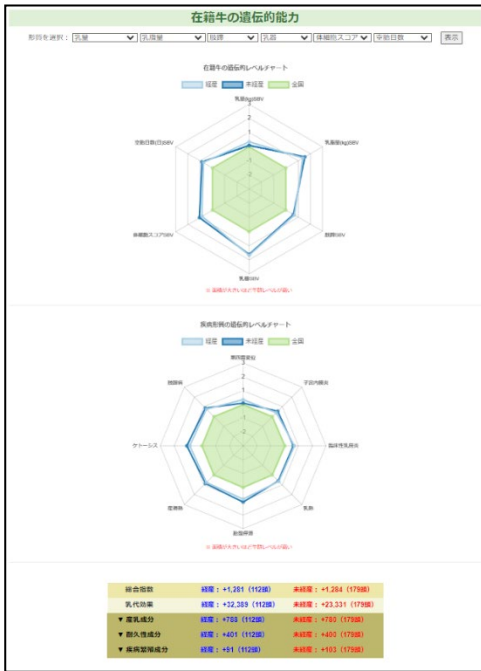 在籍牛の遺伝的能力
形質を選択： 乳量 乳脂量 肢蹄 乳器 体細胞スコア 空胎日数 表示
在籍牛の遺伝的レベルチャート
経産 未経産 全国
乳量(kg)SBV
空胎日数(日)SBV 乳脂量(kg)SBV
体細胞スコアSBV 肢蹄SBV
乳器SBV
※ 面積が大きいほど平均レベルが高い
疾病形質の遺伝的レベルチャート
経産 未経産 全国
第四胃変位
周産病 子宮内膜炎
ケトーシス 臨床性乳房炎
乳熱
胎盤停滞
※ 面積が大きいほど平均レベルが高い
総合指数 経産：+1,281（112頭） 未経産：+1,284（179頭）
乳代効果 経産：+32,389（112頭） 未経産：+23,331（179頭）
▼ 産乳成分 経産：+788（112頭） 未経産：+780（179頭）
▼ 耐久性成分 経産：+401（112頭） 未経産：+400（179頭）
▼ 疾病繁殖成分 経産：+91（112頭） 未経産：+103（179頭）